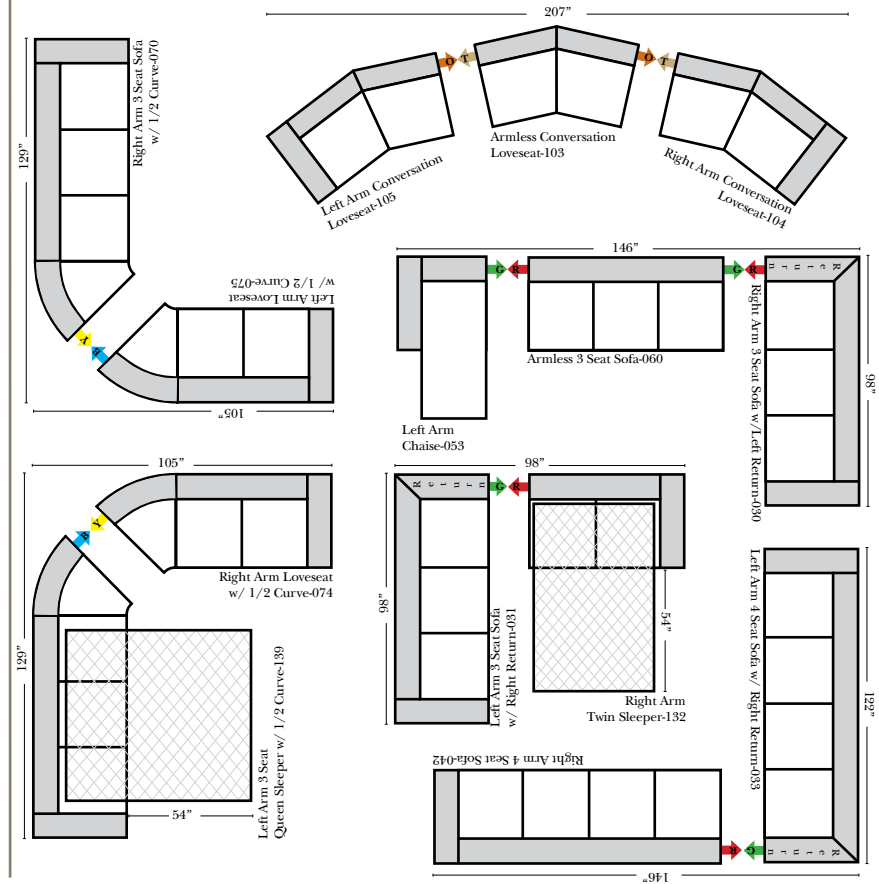 207”
O T
O T
Armless Conversation
Loveseat-103
Left Arm Conversation
Loveseat-105
Right Arm Conversation
Loveseat-104
129”
Right Arm 3 Seat Sofa
w/ 1/2 Curve-070
Left Arm Loveseat
w/ 1/2 Curve-075
Y
B
105”
146”
G R
G R
Return
Armless 3 Seat Sofa-060
Left Arm
Chaise-053
Right Arm 3 Seat Sofa w/Left Return-030
98”
105”
129”
B
Y
Right Arm Loveseat
w/ 1/2 Curve-074
Left Arm 3 Seat
Queen Sleeper w/ 1/2 Curve-139
54”
98”
Return
G R
98”
Left Arm 3 Seat Sofa
w/ Right Return-031
54”
Right Arm
Twin Sleeper-132
Left Arm 4 Seat Sofa w/ Right Return-033
122”
Right Arm 4 Seat Sofa-042
R G
Return
146”